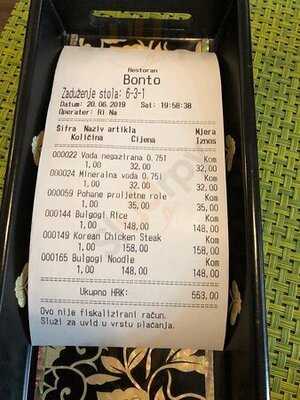 Restoran
Bonto
Zaduženje stola: 6-3-1
Datum: 20.06.2019 Sat: 19:58:38
Operater: Ri Na
Šifra Naziv artikla Mjera
Količina Cijena Iznos
000022 Voda negazirana 0.75l Kom
1,00 32,00 32,00
000024 Mineralna voda 0.75l Kom
1,00 32,00 32,00
000059 Pohane proljetne role Kom
1,00 35,00 35,00
000144 Bulgogi Rice Kom
1,00 148,00 148,00
000149 Korean Chicken Steak Kom
1,00 158,00 158,00
000165 Bulgogi Noodle Kom
1,00 148,00 148,00
Ukupno HRK: 553,00
Ovo nije fiskalizirani račun.
Služi za uvid u vrstu plaćanja.